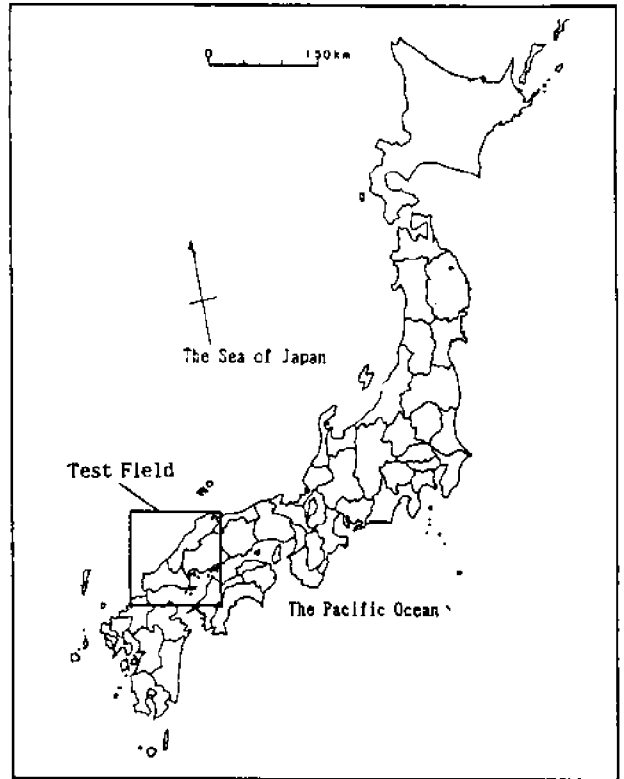 0 150km
The Sea of Japan
Test Field
The Pacific Ocean